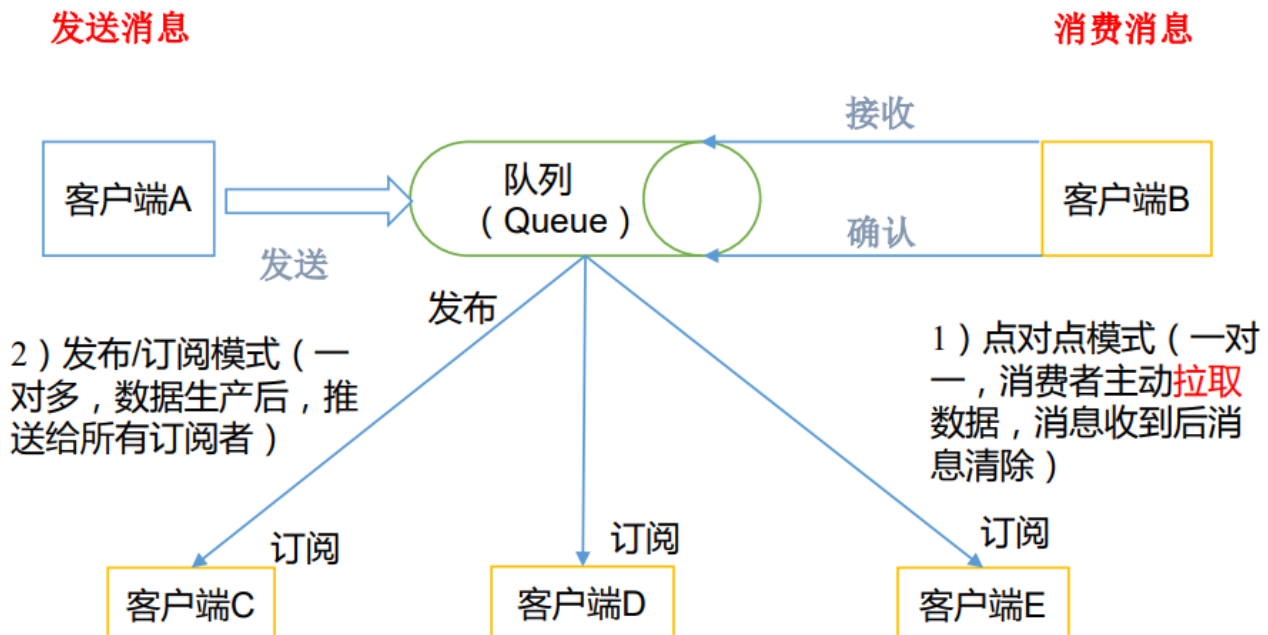 发送消息
消费消息
接收
客户端A
队列
（Queue）
客户端B
确认
发送
发布
2）发布/订阅模式（一
对多，数据生产后，推
送给所有订阅者）
1）点对点模式（一对
一，消费者主动拉取
数据，消息收到后消
息清除）
订阅
订阅
订阅
客户端C
客户端D
客户端E